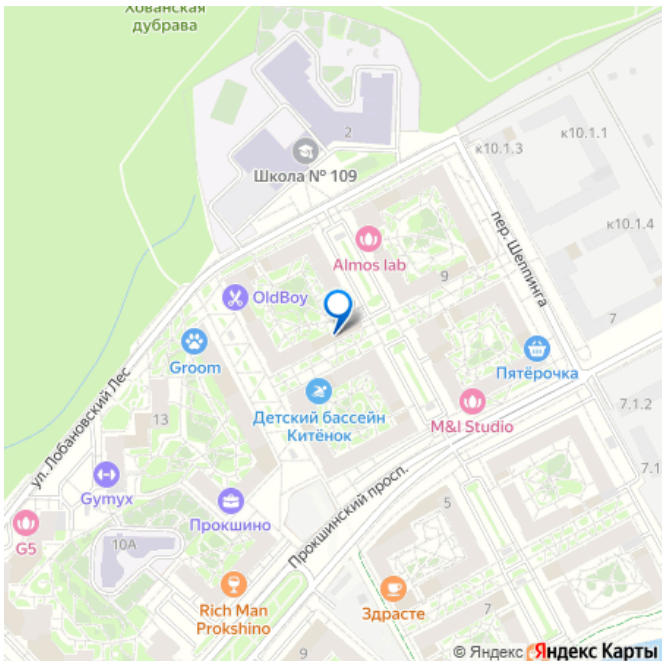 Хованская
дубрава
2
к10.1.3
к10.1.1
Школа № 109
к10.1.4
пер. Шеппинга
Almos lab
9
OldBoy
7
Groom
Пятёрочка
7.1.2
ул. Лобановский Лес
Детский бассейн
Китёнок
M&I Studio
13
7.1
Gymyx
Прокшино
Прокшинский просп.
5
G5
10А
Rich Man
Prokshino
Здрасте
7
9
© Яндекс Яндекс Карты